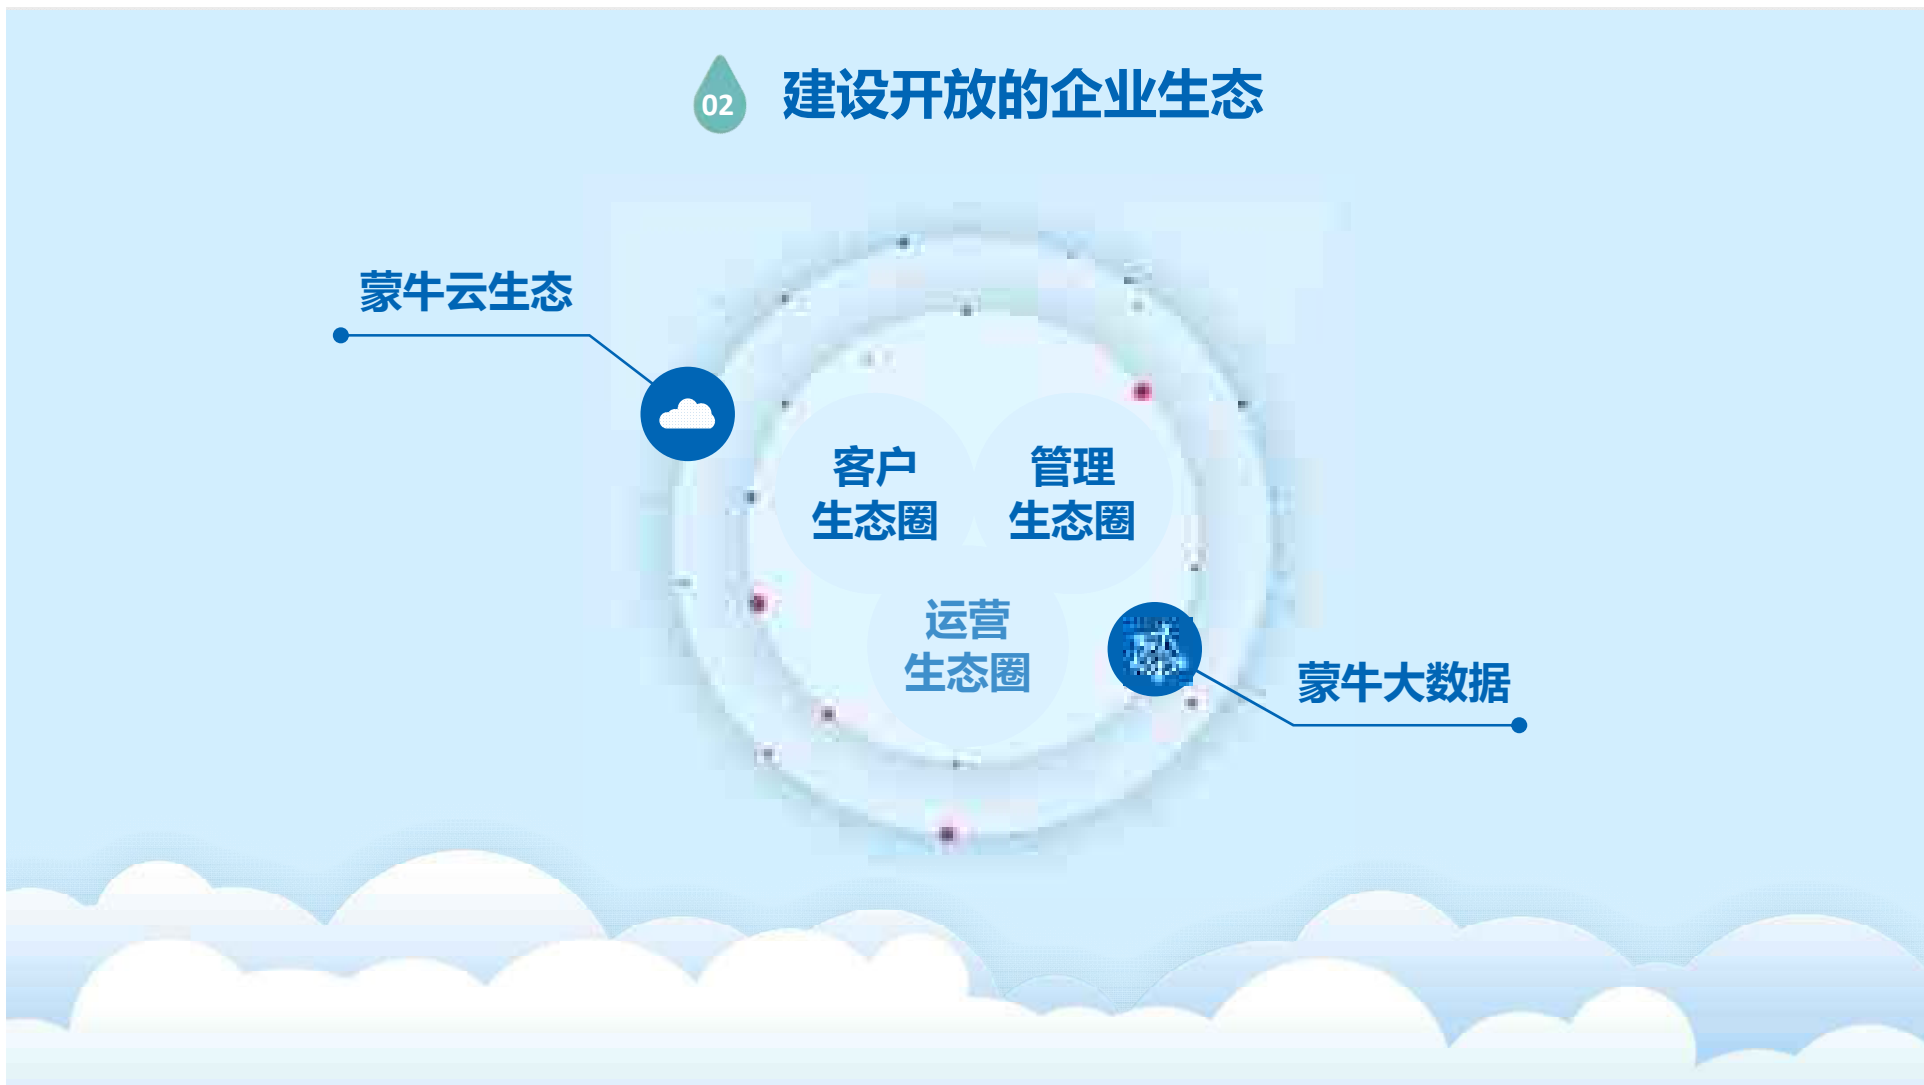 02
建设开放的企业生态
蒙牛云生态
客户
生态圈
管理
生态圈
运营
生态圈
蒙牛大数据